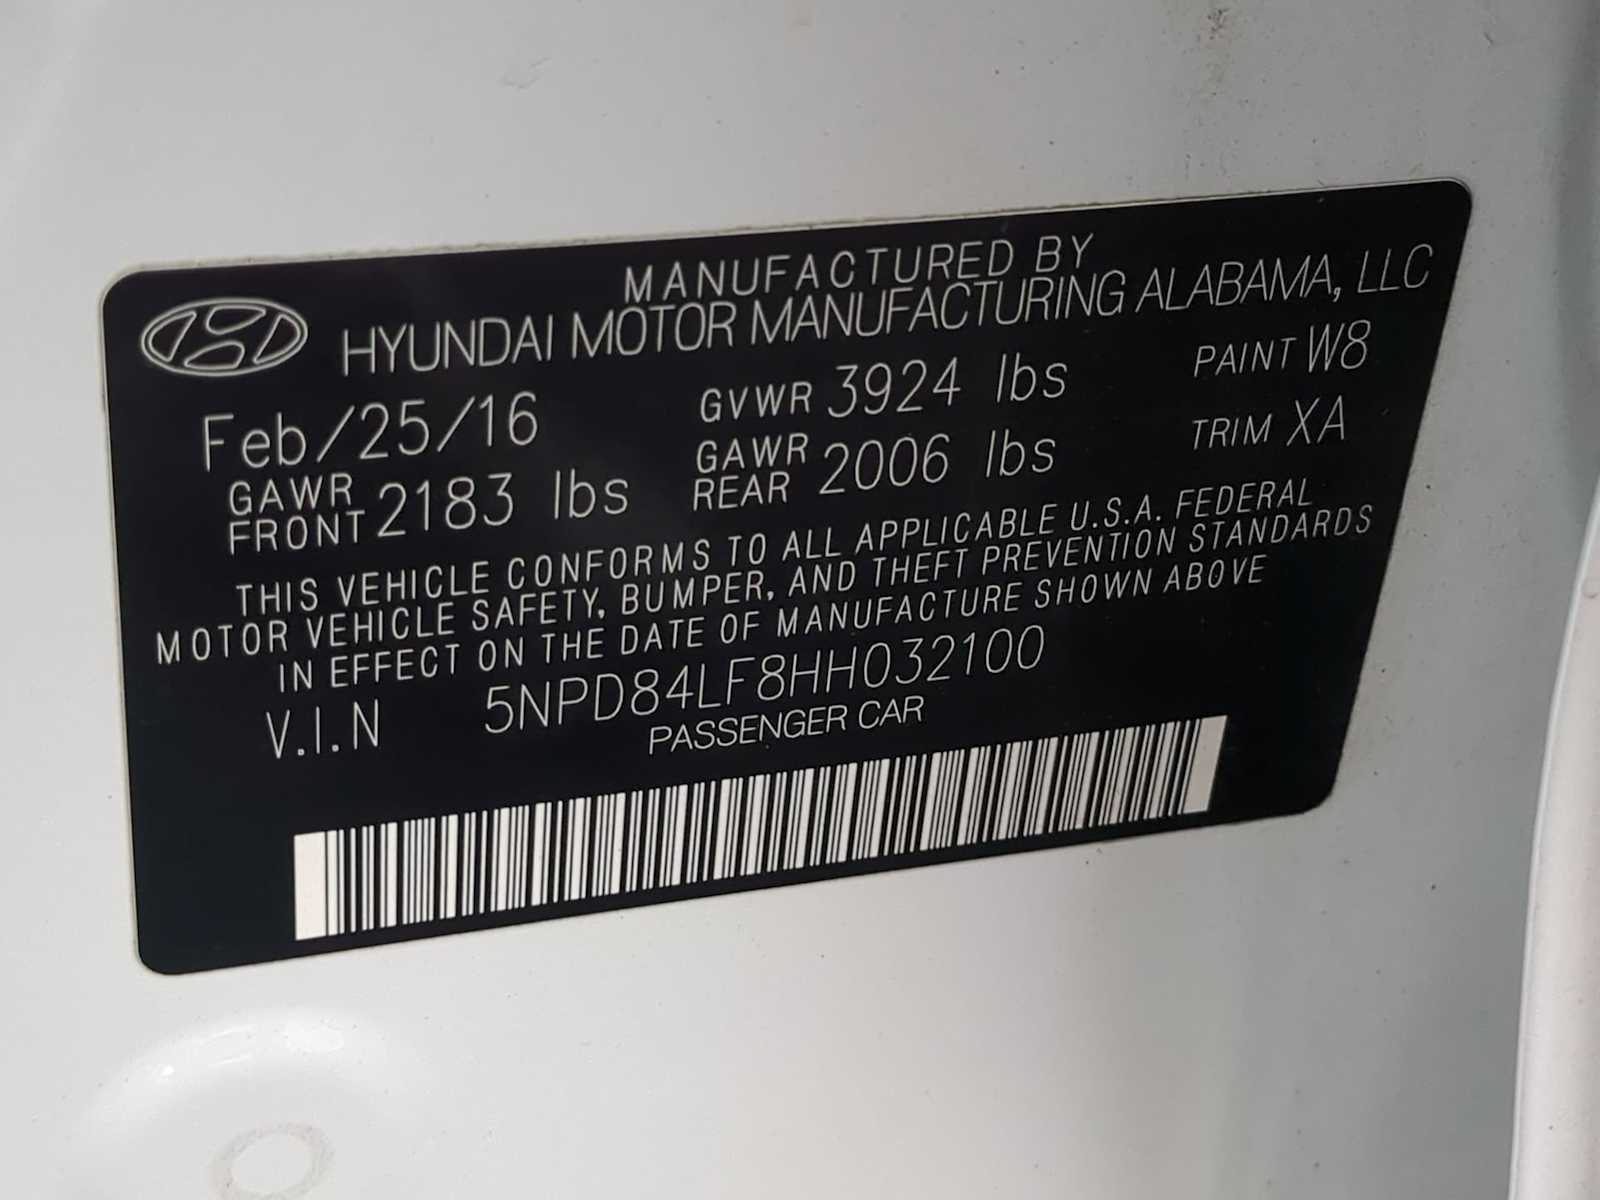 MANUFACTURED BY
HYUNDAI MOTOR MANUFACTURING ALABAMA, LLC
Feb/25/16 GVWR 3924 lbs PAINT W8
GAWR FRONT 2183 lbs GAWR REAR 2006 lbs TRIM XA
THIS VEHICLE CONFORMS TO ALL APPLICABLE U.S.A. FEDERAL
MOTOR VEHICLE SAFETY, BUMPER, AND THEFT PREVENTION STANDARDS
IN EFFECT ON THE DATE OF MANUFACTURE SHOWN ABOVE
V.I.N 5NPD84LF8HH032100
PASSENGER CAR